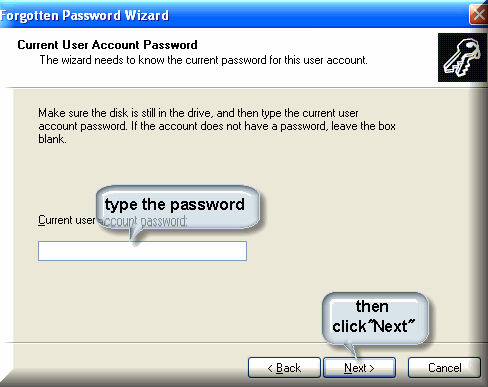 Forgotten Password Wizard
Current User Account Password
The wizard needs to know the current password for this user account.
Make sure the disk is still in the drive, and then type the current user
account password. If the account does not have a password, leave the box
blank.
type the password
Current user account password:
then
click"Next"
< Back
Next >
Cancel